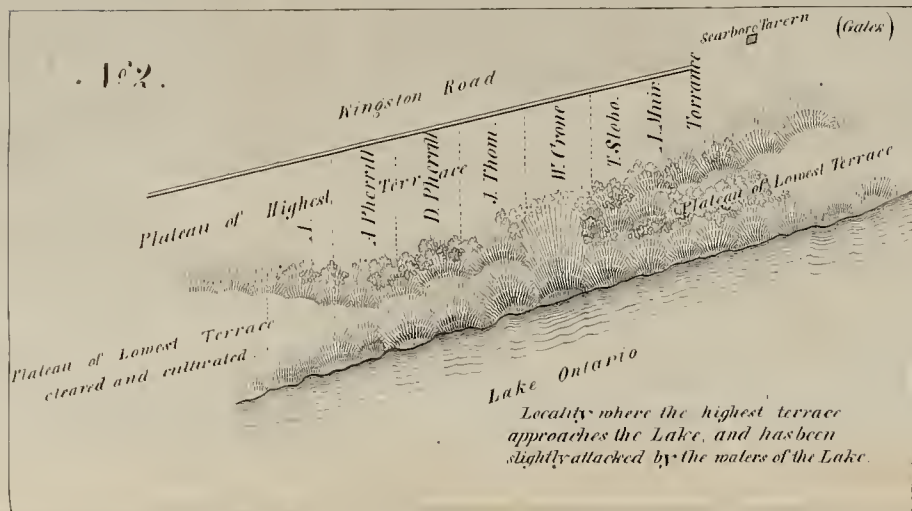 No 2.
Scarboro Tavern
(Gates)
Kingston Road
Plateau of Highest Terrace
A.
A Pherrill
D. Pherrill
J. Thom.
W. Crone
T. Sloho.
J. Muir
Torrance
Plateau of Lowest Terrace
Plateau of Lowest Terrace
cleared and cultivated.
Lake Ontario
Locality where the highest terrace
approaches the Lake, and has been
slightly attacked by the waters of the Lake.